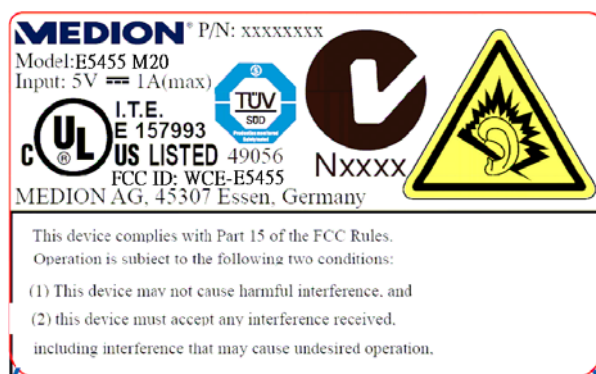 MEDION® P/N: xxxxxxxx
Model:E5455 M20
Input: 5V ⎓ 1A(max)
TÜV
SÜD
C UL ® I.T.E.
E 157993
US LISTED 49056
FCC ID: WCE-E5455
Nxxxx
MEDION AG, 45307 Essen, Germany
This device complies with Part 15 of the FCC Rules.
Operation is subject to the following two conditions:
(1) This device may not cause harmful interference, and
(2) this device must accept any interference received,
including interference that may cause undesired operation.